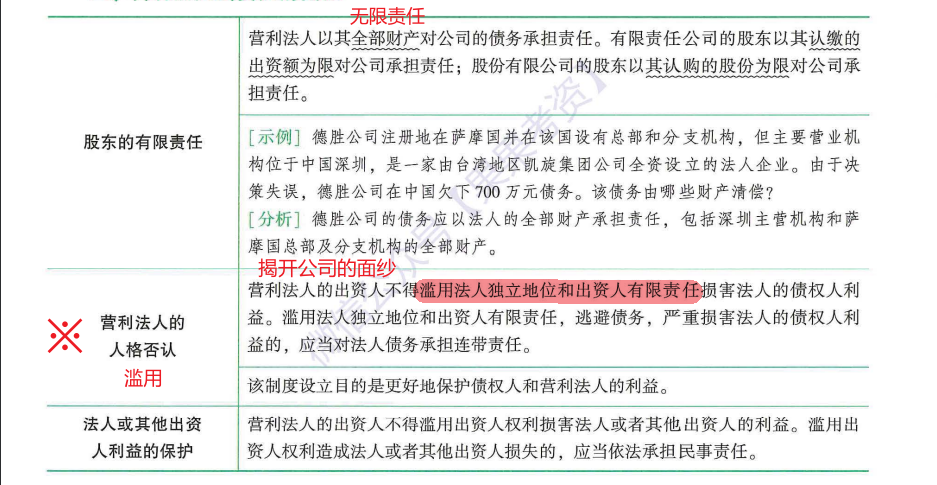 无限责任
营利法人以其全部财产对公司的债务承担责任。有限责任公司的股东以其认缴的
出资额为限对公司承担责任；股份有限公司的股东以其认购的股份为限对公司承
担责任。
股东的有限责任
［示例］ 德胜公司注册地在萨摩国并在该国设有总部和分支机构，但主要营业机
构位于中国深圳，是一家由台湾地区凯旋集团公司全资设立的法人企业。由于决
策失误，德胜公司在中国欠下 700 万元债务。该债务由哪些财产清偿？
［分析］ 德胜公司的债务应以法人的全部财产承担责任，包括深圳主营机构和萨
摩国总部及分支机构的全部财产。
揭开公司的面纱
营利法人的出资人不得滥用法人独立地位和出资人有限责任损害法人的债权人利
益。滥用法人独立地位和出资人有限责任，逃避债务，严重损害法人的债权人利
益的，应当对法人债务承担连带责任。
※
营利法人的
人格否认
滥用
该制度设立目的是更好地保护债权人和营利法人的利益。
法人或其他出资
人利益的保护
营利法人的出资人不得滥用出资人权利损害法人或者其他出资人的利益。滥用出
资人权利造成法人或者其他出资人损失的，应当依法承担民事责任。